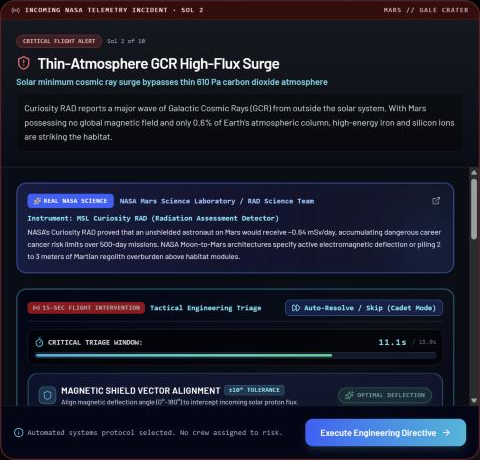 INCOMING NASA TELEMETRY INCIDENT · SOL 2
MARS // GALE CRATER
CRITICAL FLIGHT ALERT Sol 2 of 10
Thin-Atmosphere GCR High-Flux Surge
Solar minimum cosmic ray surge bypasses thin 610 Pa carbon dioxide atmosphere
Curiosity RAD reports a major wave of Galactic Cosmic Rays (GCR) from outside the solar system. With Mars
possessing no global magnetic field and only 0.6% of Earth's atmospheric column, high-energy iron and silicon ions
are striking the habitat.
REAL NASA SCIENCE NASA Mars Science Laboratory / RAD Science Team
Instrument: MSL Curiosity RAD (Radiation Assessment Detector)
NASA's Curiosity RAD proved that an unshielded astronaut on Mars would receive ~0.64 mSv/day, accumulating dangerous career
cancer risk limits over 500-day missions. NASA Moon-to-Mars architectures specify active electromagnetic deflection or piling 2
to 3 meters of Martian regolith overburden above habitat modules.
15-SEC FLIGHT INTERVENTION Tactical Engineering Triage Auto-Resolve / Skip (Cadet Mode)
CRITICAL TRIAGE WINDOW: 11.1s / 15.0s
MAGNETIC SHIELD VECTOR ALIGNMENT ±10° TOLERANCE
OPTIMAL DEFLECTION
Align magnetic deflection angle (0°-180°) to intercept incoming solar proton flux.
Automated systems protocol selected. No crew assigned to risk.
Execute Engineering Directive →